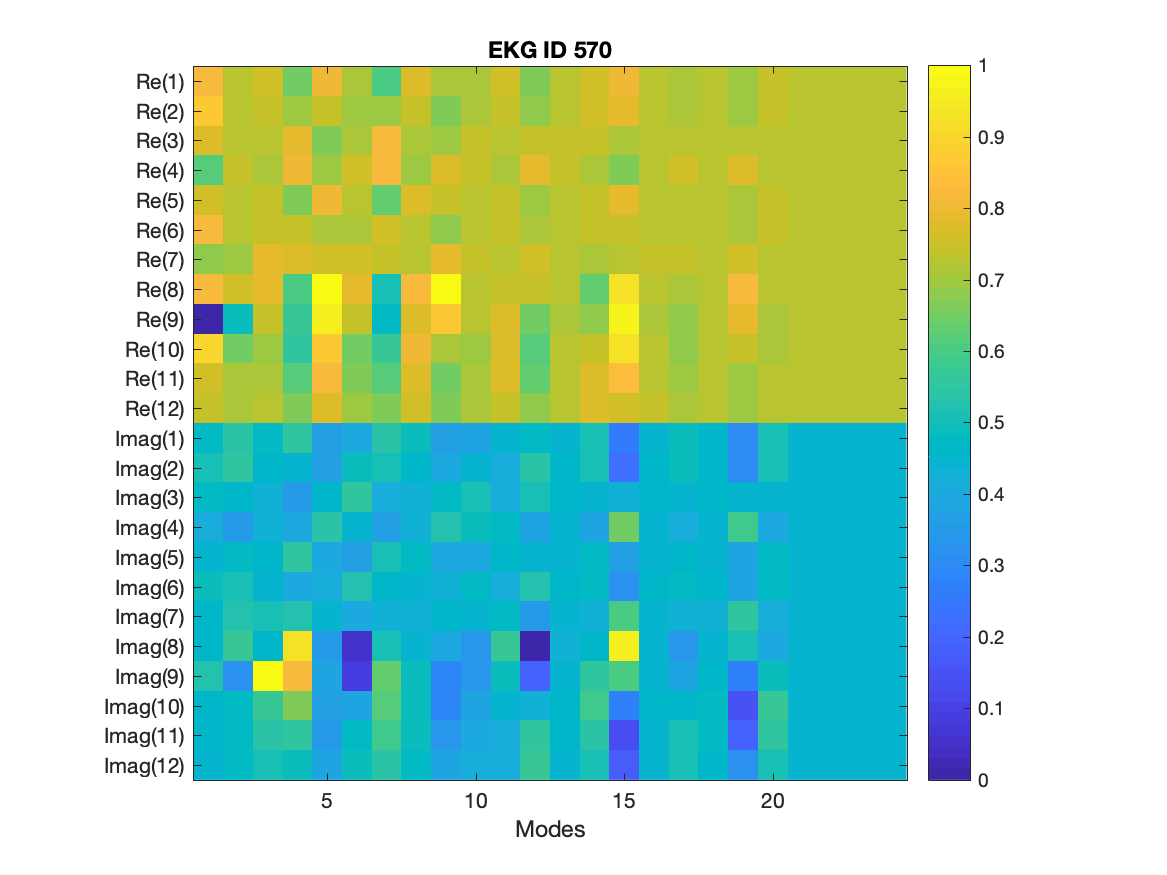 EKG ID 570
Re(1)
Re(2)
Re(3)
Re(4)
Re(5)
Re(6)
Re(7)
Re(8)
Re(9)
Re(10)
Re(11)
Re(12)
Imag(1)
Imag(2)
Imag(3)
Imag(4)
Imag(5)
Imag(6)
Imag(7)
Imag(8)
Imag(9)
Imag(10)
Imag(11)
Imag(12)
5 10 15 20
Modes
1
0.9
0.8
0.7
0.6
0.5
0.4
0.3
0.2
0.1
0